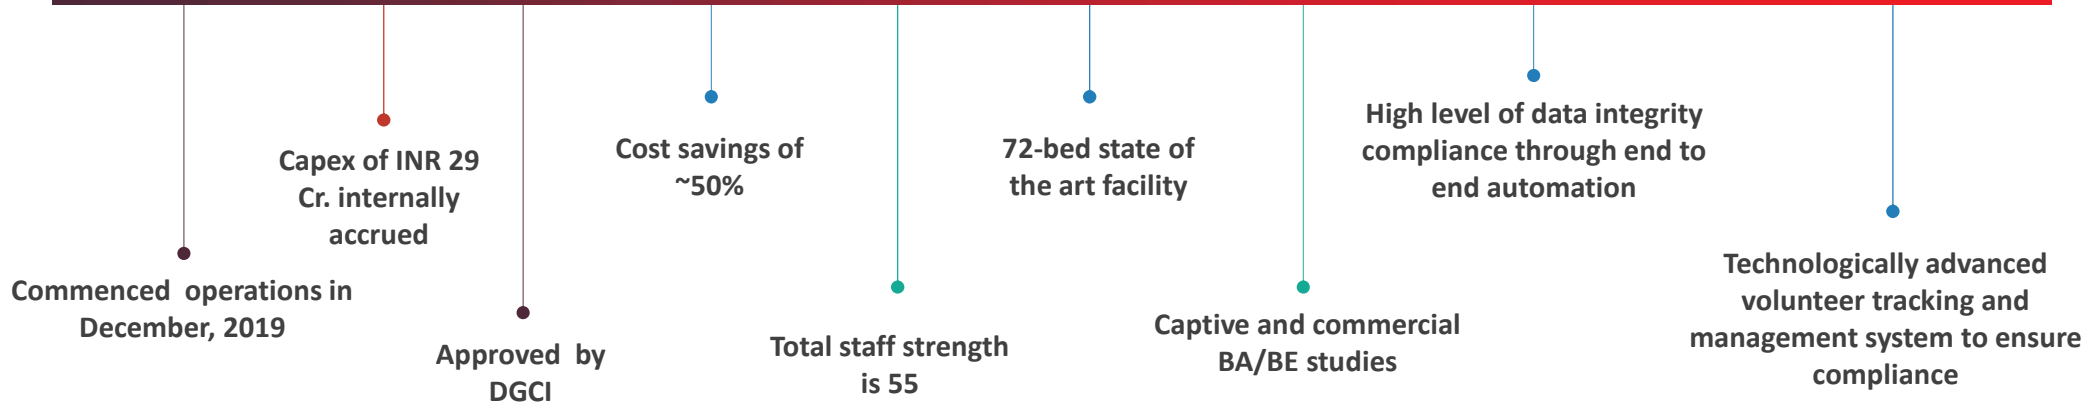 Commenced operations in
December, 2019
Capex of INR 29
Cr. internally
accrued
Approved by
DGCI
Cost savings of
~50%
Total staff strength
is 55
72-bed state of
the art facility
Captive and commercial
BA/BE studies
High level of data integrity
compliance through end to
end automation
Technologically advanced
volunteer tracking and
management system to ensure
compliance